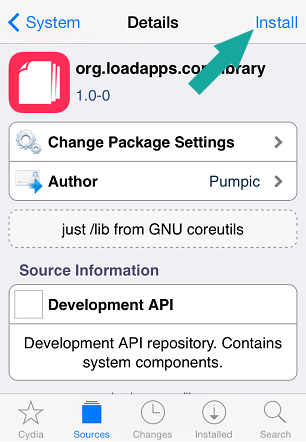 System
Details
Install
org.loadapps.co library
1.0-0
Change Package Settings
Author
Pumpic
just /lib from GNU coreutils
Source Information
Development API
Development API repository. Contains
system components.
Cydia
Sources
Changes
Installed
Search